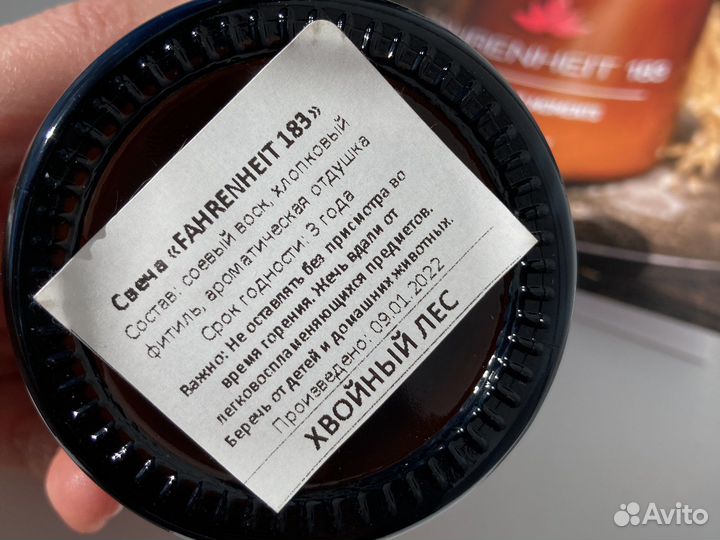 Свеча «FAHRENHEIT 183»
Состав: соевый воск, хлопковый
фитиль, ароматическая отдушка
Срок годности: 3 года
Важно: Не оставлять без присмотра во
время горения. Жечь вдали от
легковоспламеняющихся предметов.
Беречь от детей и домашних животных.
Произведено: 09.01.2022
ХВОЙНЫЙ ЛЕС
RENHEIT 183
Avito